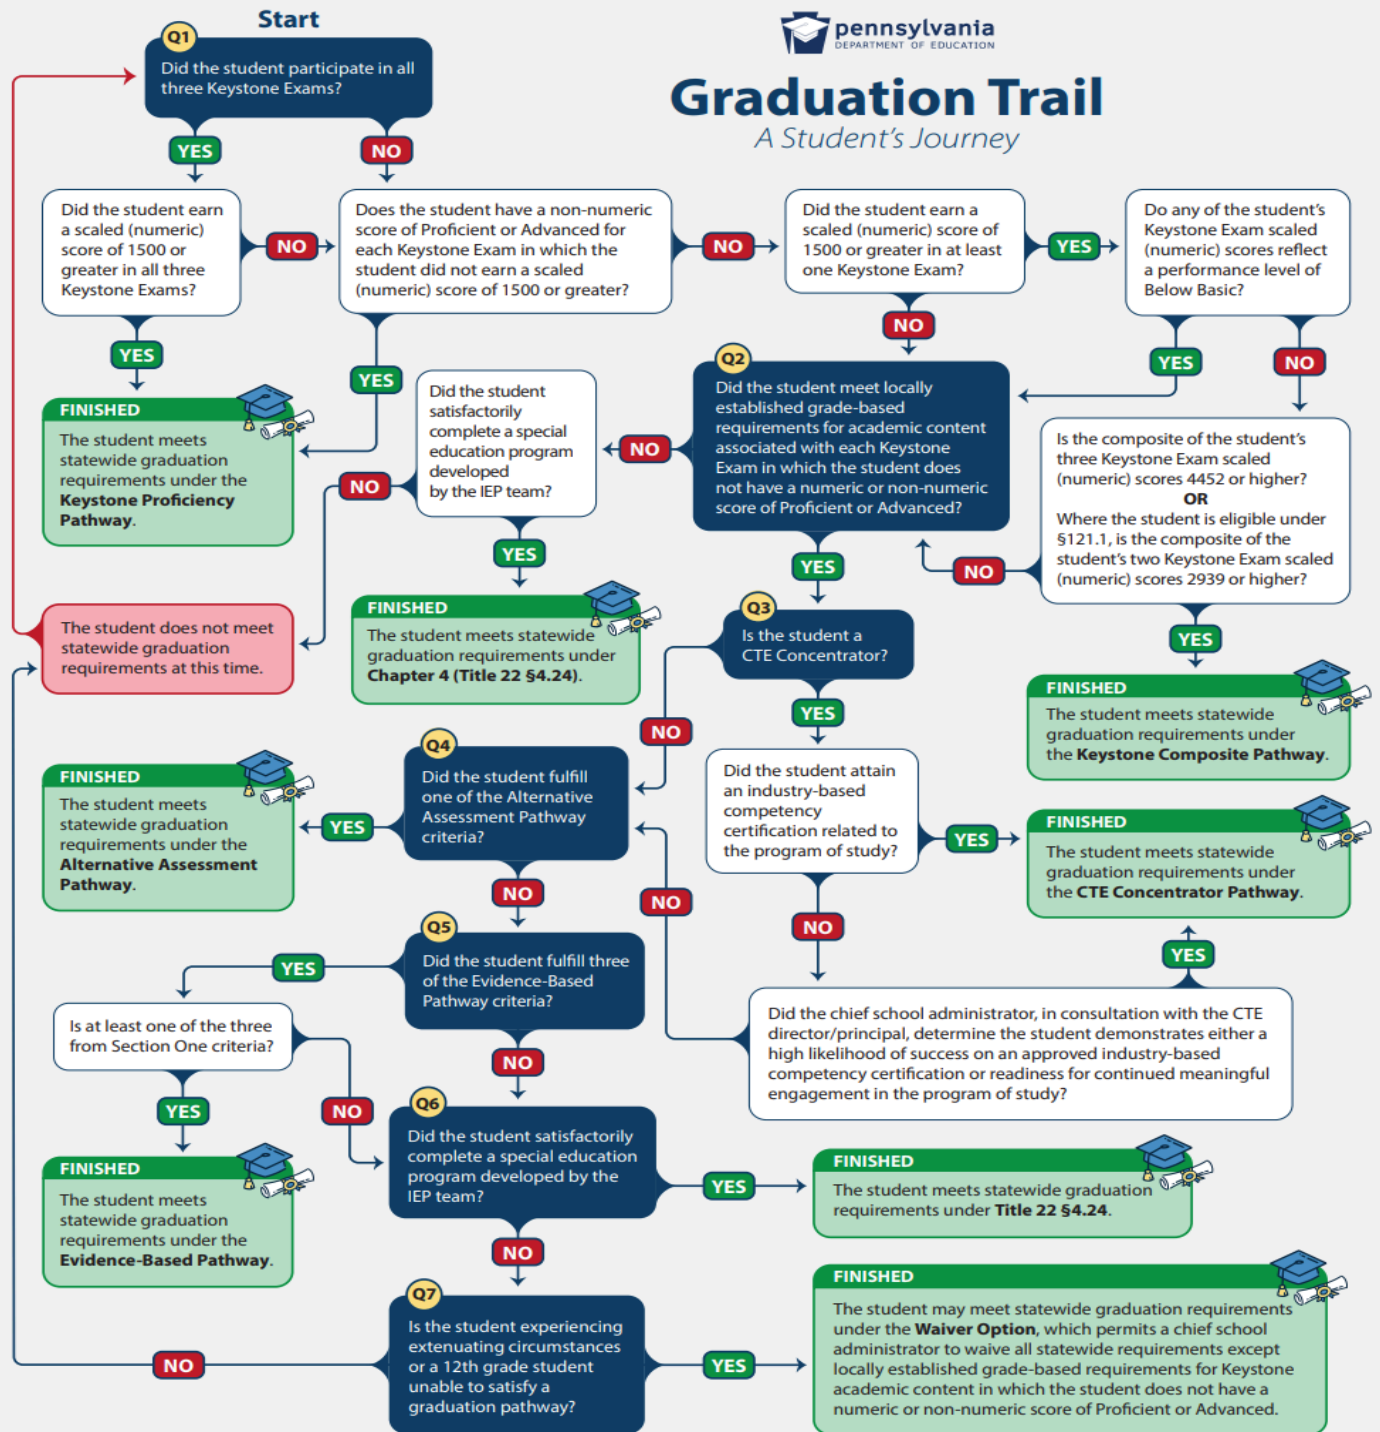 Start
pennsylvania
DEPARTMENT OF EDUCATION
Graduation Trail
A Student's Journey
Q1
Did the student participate in all
three Keystone Exams?
YES
NO
Did the student earn
a scaled (numeric)
score of 1500 or
greater in all three
Keystone Exams?
NO
Does the student have a non-numeric
score of Proficient or Advanced for
each Keystone Exam in which the
student did not earn a scaled
(numeric) score of 1500 or greater?
NO
Did the student earn a
scaled (numeric) score of
1500 or greater in at least
one Keystone Exam?
YES
Do any of the student's
Keystone Exam scaled
(numeric) scores reflect
a performance level of
Below Basic?
YES
YES
NO
YES
NO
FINISHED
The student meets
statewide graduation
requirements under the
Keystone Proficiency
Pathway.
Did the student
satisfactorily
complete a special
education program
developed
by the IEP team?
NO
YES
NO
Q2
Did the student meet locally
established grade-based
requirements for academic content
associated with each Keystone
Exam in which the student does
not have a numeric or non-numeric
score of Proficient or Advanced?
YES
NO
Is the composite of the student's
three Keystone Exam scaled
(numeric) scores 4452 or higher?
OR
Where the student is eligible under
§121.1, is the composite of the
student's two Keystone Exam scaled
(numeric) scores 2939 or higher?
YES
The student does not meet
statewide graduation
requirements at this time.
FINISHED
The student meets statewide
graduation requirements under
Chapter 4 (Title 22 §4.24).
Q3
Is the student a
CTE Concentrator?
NO
YES
FINISHED
The student meets statewide
graduation requirements under
the Keystone Composite Pathway.
FINISHED
The student meets
statewide graduation
requirements under the
Alternative Assessment
Pathway.
YES
Q4
Did the student fulfill
one of the Alternative
Assessment Pathway
criteria?
NO
NO
Did the student attain
an industry-based
competency
certification related to
the program of study?
YES
NO
FINISHED
The student meets statewide
graduation requirements under
the CTE Concentrator Pathway.
YES
YES
Q5
Did the student fulfill three
of the Evidence-Based
Pathway criteria?
NO
Is at least one of the three
from Section One criteria?
YES
NO
Did the chief school administrator, in consultation with the CTE
director/principal, determine the student demonstrates either a
high likelihood of success on an approved industry-based
competency certification or readiness for continued meaningful
engagement in the program of study?
Q6
Did the student satisfactorily
complete a special education
program developed by the
IEP team?
YES
NO
FINISHED
The student meets
statewide graduation
requirements under the
Evidence-Based Pathway.
FINISHED
The student meets statewide graduation
requirements under Title 22 §4.24.
Q7
Is the student experiencing
extenuating circumstances
or a 12th grade student
unable to satisfy a
graduation pathway?
NO
YES
FINISHED
The student may meet statewide graduation requirements
under the Waiver Option, which permits a chief school
administrator to waive all statewide requirements except
locally established grade-based requirements for Keystone
academic content in which the student does not have a
numeric or non-numeric score of Proficient or Advanced.